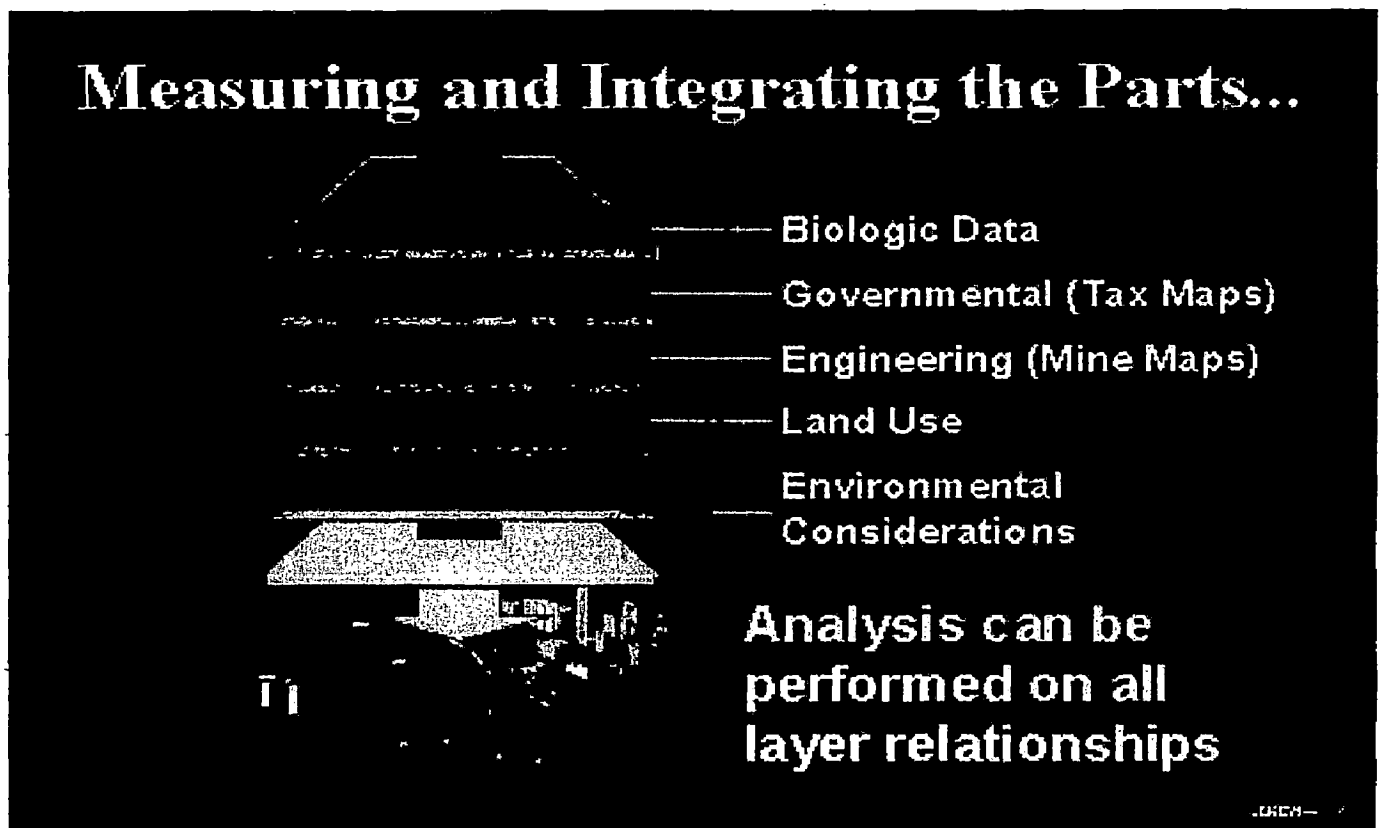 Measuring and Integrating the Parts...
Biologic Data
Governmental (Tax Maps)
Engineering (Mine Maps)
Land Use
Environmental
Considerations
Analysis can be
performed on all
layer relationships